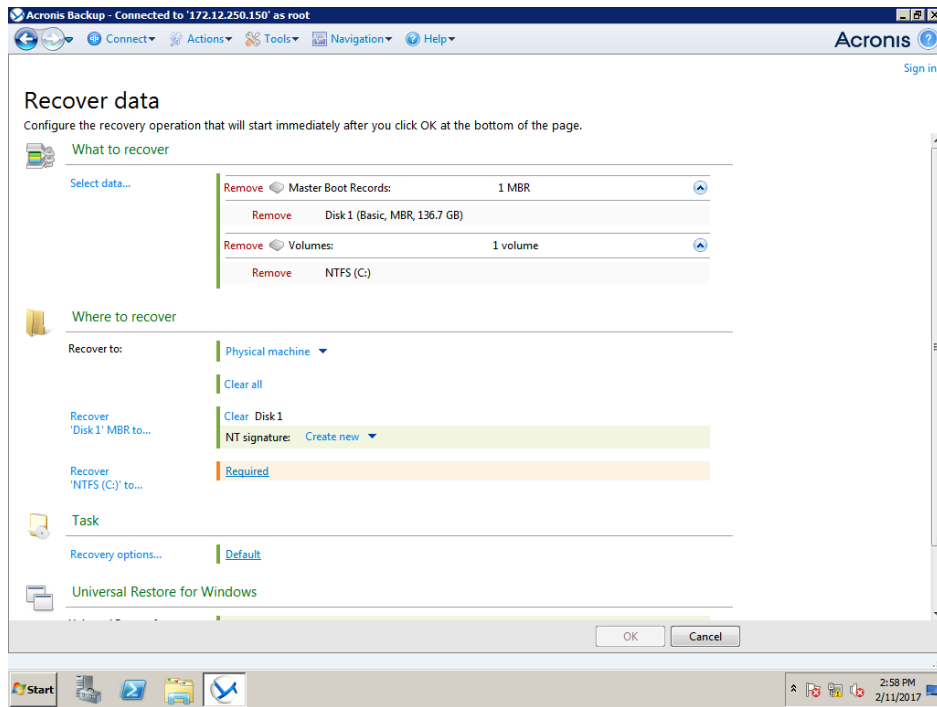 Acronis Backup - Connected to '172.12.250.150' as root
Connect Actions Tools Navigation Help Acronis
Sign in
Recover data
Configure the recovery operation that will start immediately after you click OK at the bottom of the page.
What to recover
Select data...
Remove Master Boot Records: 1 MBR
Remove Disk 1 (Basic, MBR, 136.7 GB)
Remove Volumes: 1 volume
Remove NTFS (C:)
Where to recover
Recover to: Physical machine
Clear all
Recover 'Disk 1' MBR to... Clear Disk 1
NT signature: Create new
Recover 'NTFS (C:)' to... Required
Task
Recovery options... Default
Universal Restore for Windows
OK Cancel
Start 2:58 PM
2/11/2017